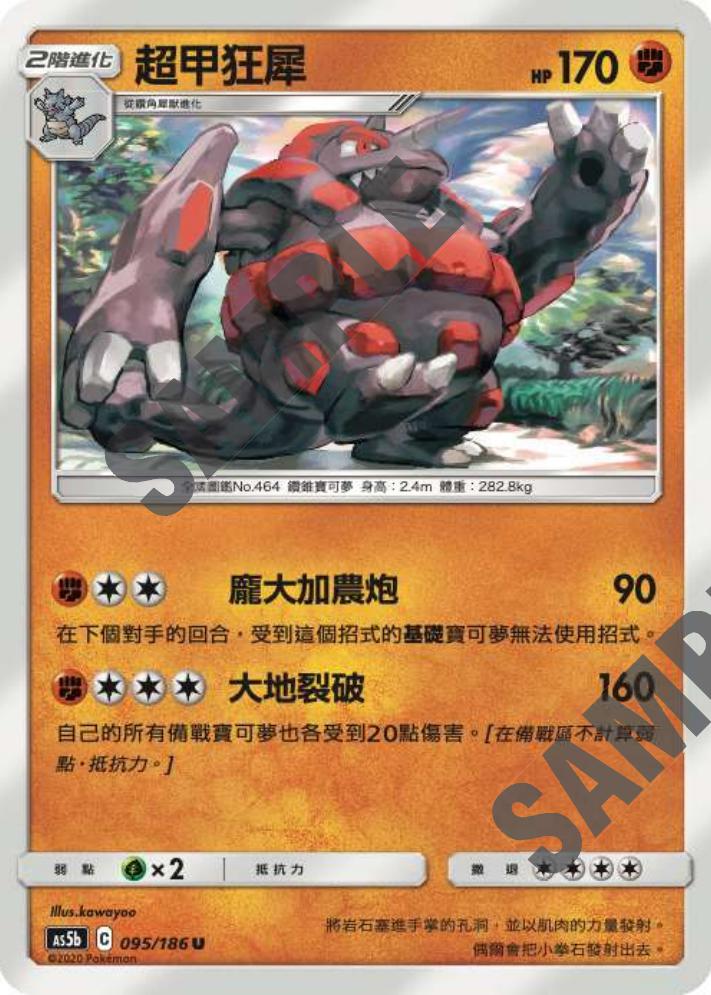 2階進化 超甲狂犀 HP 170
從鑽角犀獸進化
全國圖鑑No.464 鑽錐寶可夢 身高：2.4m 體重：282.8kg
龐大加農炮 90
在下個對手的回合，受到這個招式的基礎寶可夢無法使用招式。
大地裂破 160
自己的所有備戰寶可夢也各受到20點傷害。[在備戰區不計算弱
點·抵抗力。]
弱點 ×2 抵抗力 撤退
Illus.kawayoo
AS5b C 095/186 U
©2020 Pokémon
將岩石塞進手掌的孔洞，並以肌肉的力量發射。
偶爾會把小拳石發射出去。
SAMPLE
SAMPLE